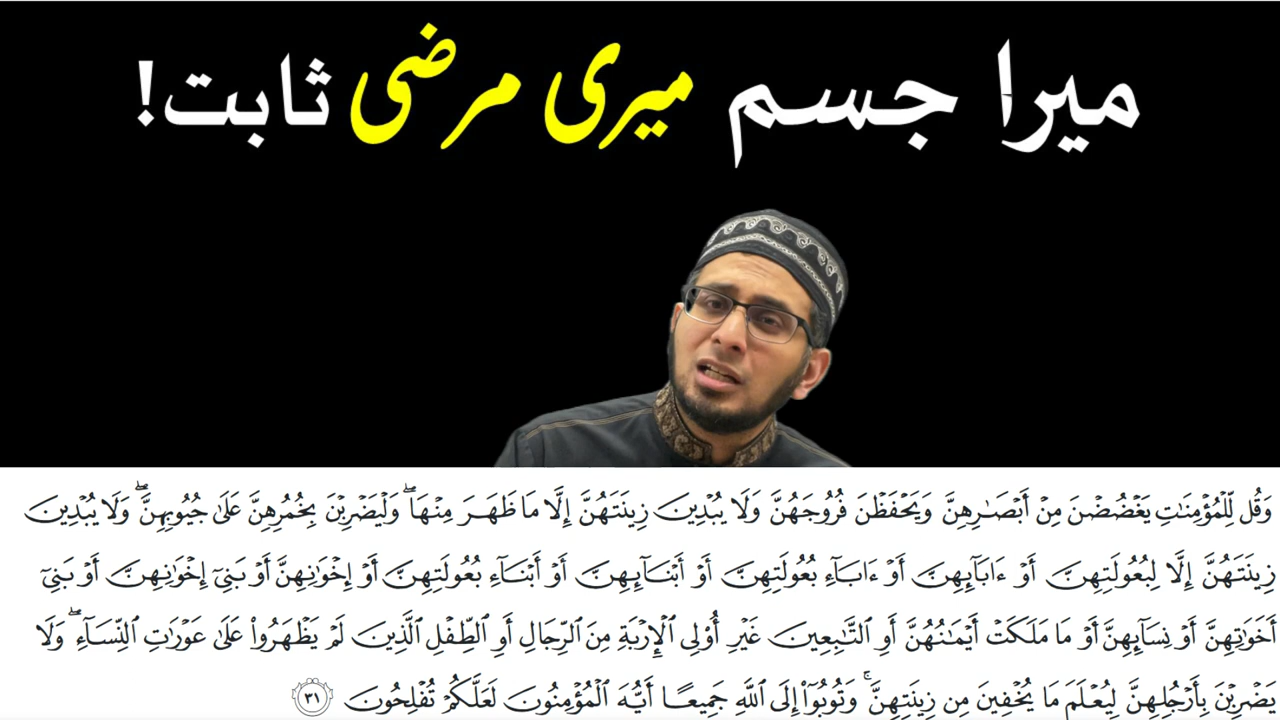 میرا جسم میری مرضی ثابت!
وَقُل لِّلْمُؤْمِنَٰتِ يَغْضُضْنَ مِنْ أَبْصَٰرِهِنَّ وَيَحْفَظْنَ فُرُوجَهُنَّ وَلَا يُبْدِينَ زِينَتَهُنَّ إِلَّا مَا ظَهَرَ مِنْهَا ۖ وَلْيَضْرِبْنَ بِخُمُرِهِنَّ عَلَىٰ جُيُوبِهِنَّ ۖ وَلَا يُبْدِينَ
زِينَتَهُنَّ إِلَّا لِبُعُولَتِهِنَّ أَوْ ءَابَآئِهِنَّ أَوْ ءَابَآءِ بُعُولَتِهِنَّ أَوْ أَبْنَآئِهِنَّ أَوْ أَبْنَآءِ بُعُولَتِهِنَّ أَوْ إِخْوَٰنِهِنَّ أَوْ بَنِىٓ إِخْوَٰنِهِنَّ أَوْ بَنِىٓ
أَخَوَٰتِهِنَّ أَوْ نِسَآئِهِنَّ أَوْ مَا مَلَكَتْ أَيْمَٰنُهُنَّ أَوِ ٱلتَّٰبِعِينَ غَيْرِ أُو۟لِى ٱلْإِرْبَةِ مِنَ ٱلرِّجَالِ أَوِ ٱلطِّفْلِ ٱلَّذِينَ لَمْ يَظْهَرُوا۟ عَلَىٰ عَوْرَٰتِ ٱلنِّسَآءِ ۖ وَلَا
يَضْرِبْنَ بِأَرْجُلِهِنَّ لِيُعْلَمَ مَا يُخْفِينَ مِن زِينَتِهِنَّ ۚ وَتُوبُوٓا۟ إِلَى ٱللَّهِ جَمِيعًا أَيُّهَ ٱلْمُؤْمِنُونَ لَعَلَّكُمْ تُفْلِحُونَ ٣١